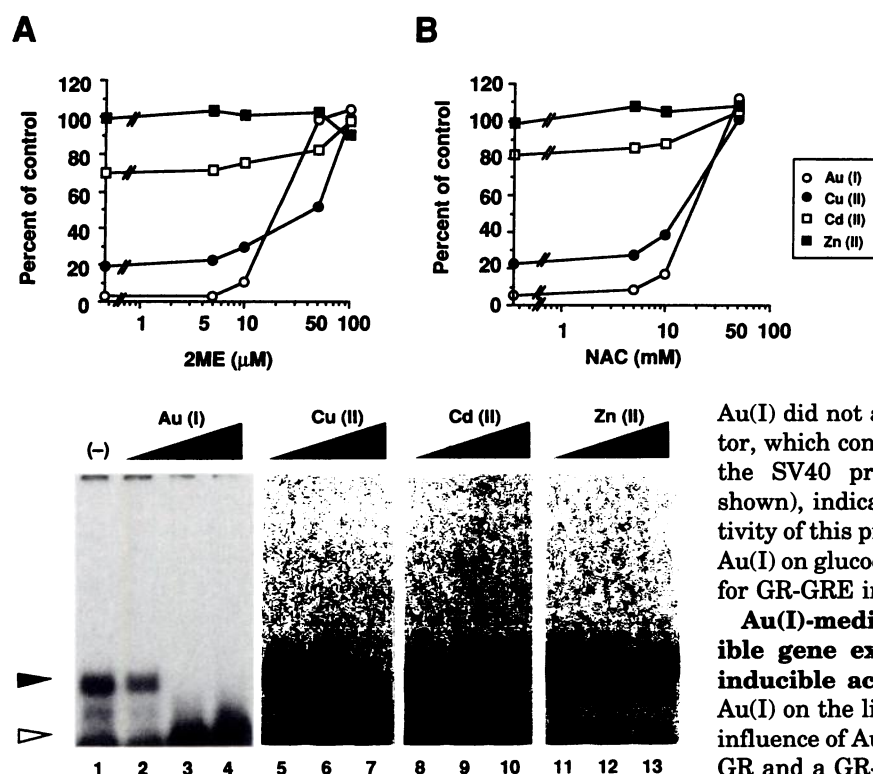 A
B
120
100
80
60
40
20
0
Percent of control
1
5
10
50
100
2ME (μM)
120
100
80
60
40
20
0
Percent of control
1
10
50
100
NAC (mM)
Au (I)
Cu (II)
Cd (II)
Zn (II)
(-)
Au (I)
Cu (II)
Cd (II)
Zn (II)
1 2 3 4 5 6 7 8 9 10 11 12 13
Au(I) did not a
tor, which con
the SV40 pr
shown), indica
tivity of this p
Au(I) on glucoc
for GR-GRE in
Au(I)-medi
ible gene ex
inducible ac
Au(I) on the li
influence of Au
GR and a GR-